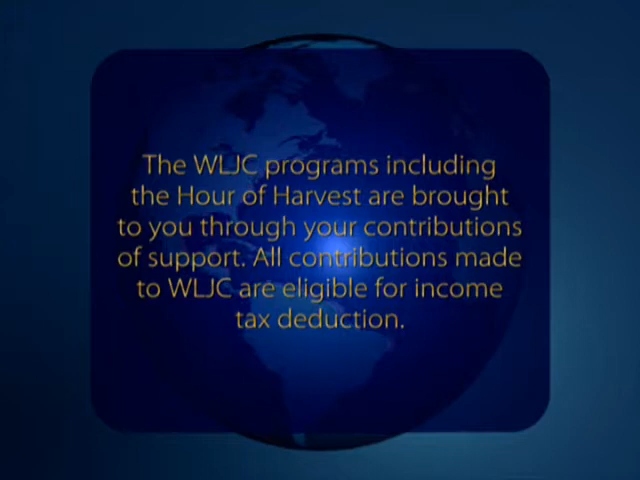 The WLJC programs including
the Hour of Harvest are brought
to you through your contributions
of support. All contributions made
to WLJC are eligible for income
tax deduction.